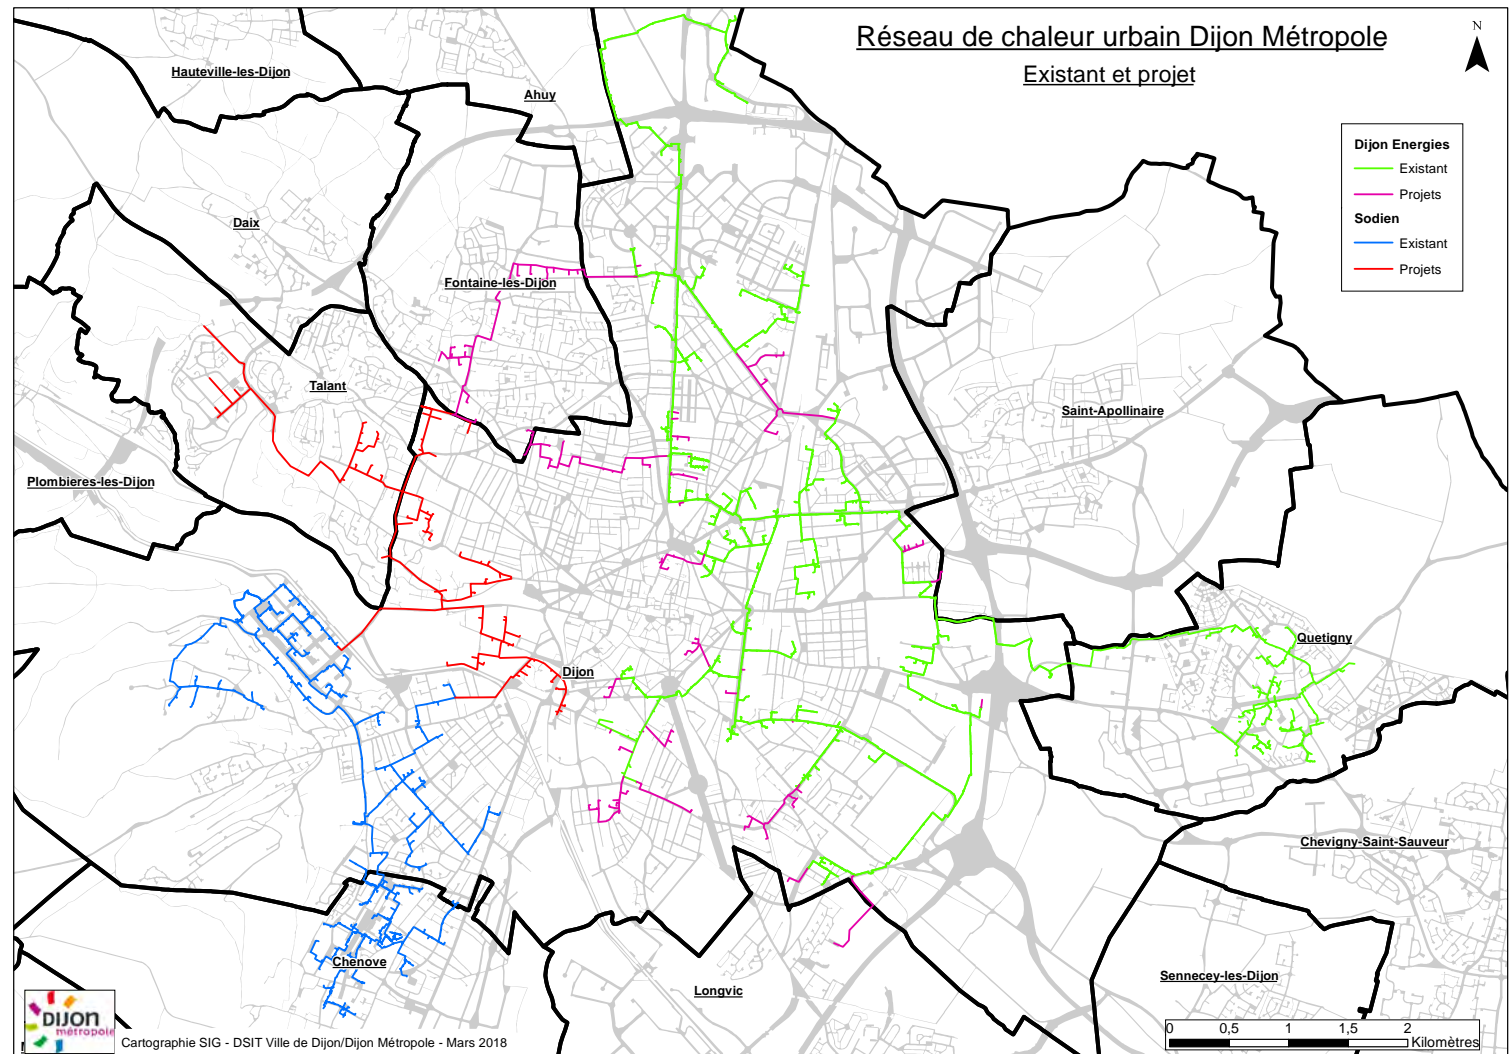 Réseau de chaleur urbain Dijon Métropole
Existant et projet
N
Hauteville-les-Dijon
Ahuy
Dijon Energies
Existant
Projets
Sodien
Existant
Projets
Daix
Fontaine-les-Dijon
Talant
Saint-Apollinaire
Plombieres-les-Dijon
Quetigny
Dijon
Chevigny-Saint-Sauveur
Chenove
Longvic
Sennecey-les-Dijon
DIJON
métropole
Cartographie SIG - DSIT Ville de Dijon/Dijon Métropole - Mars 2018
0 0,5 1 1,5 2
Kilomètres